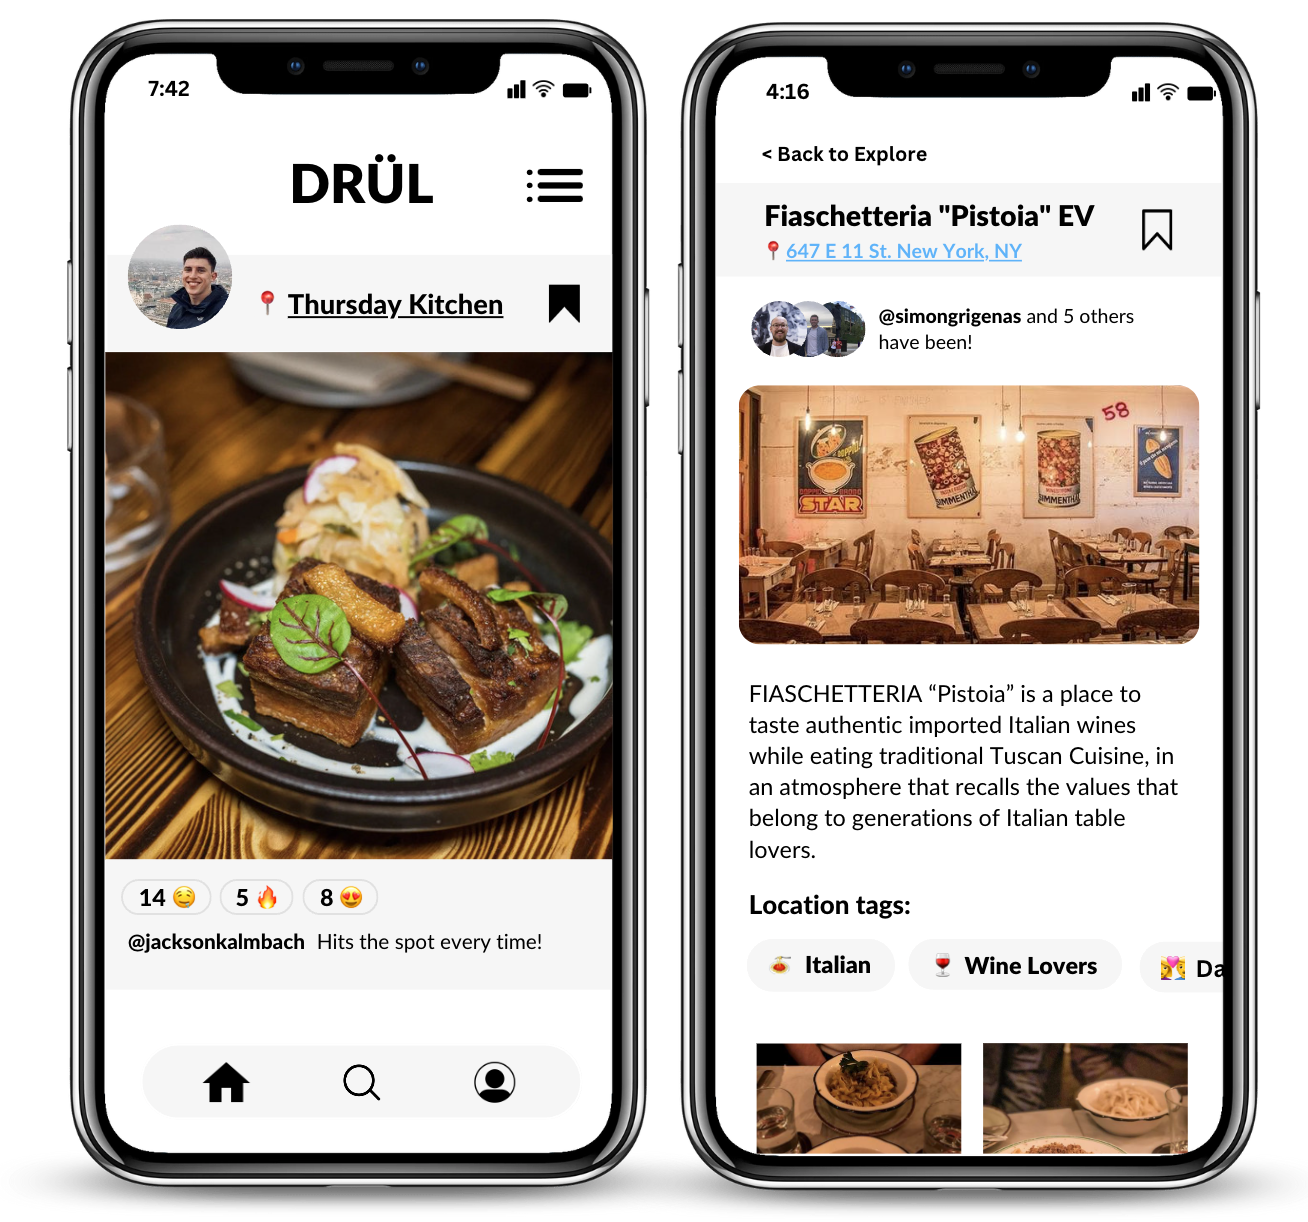 7:42
DRÜL
Thursday Kitchen
14 🤤 5 🔥 8 😍
@jacksonkalmbach Hits the spot every time!
4:16
< Back to Explore
Fiaschetteria "Pistoia" EV
647 E 11 St. New York, NY
@simongrigenas and 5 others
have been!
58
STAR
SIMMENTHAL
FIASCHETTERIA “Pistoia” is a place to
taste authentic imported Italian wines
while eating traditional Tuscan Cuisine, in
an atmosphere that recalls the values that
belong to generations of Italian table
lovers.
Location tags:
Italian
Wine Lovers
Da